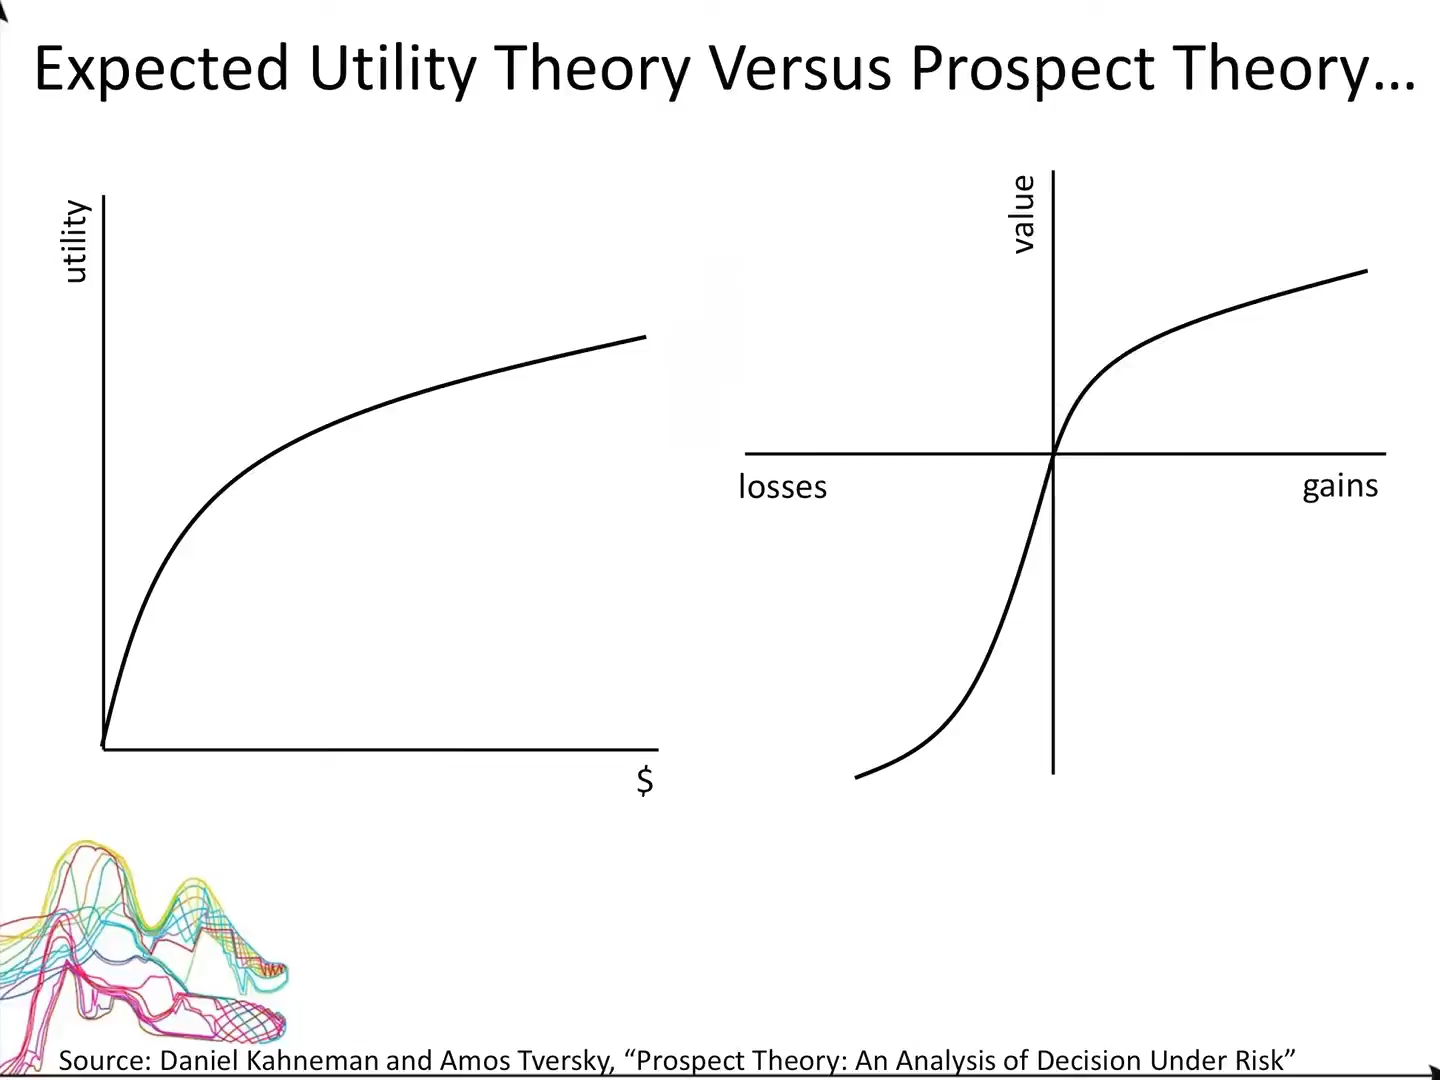 Expected Utility Theory Versus Prospect Theory…
utility
$
value
losses
gains
Source: Daniel Kahneman and Amos Tversky, “Prospect Theory: An Analysis of Decision Under Risk”